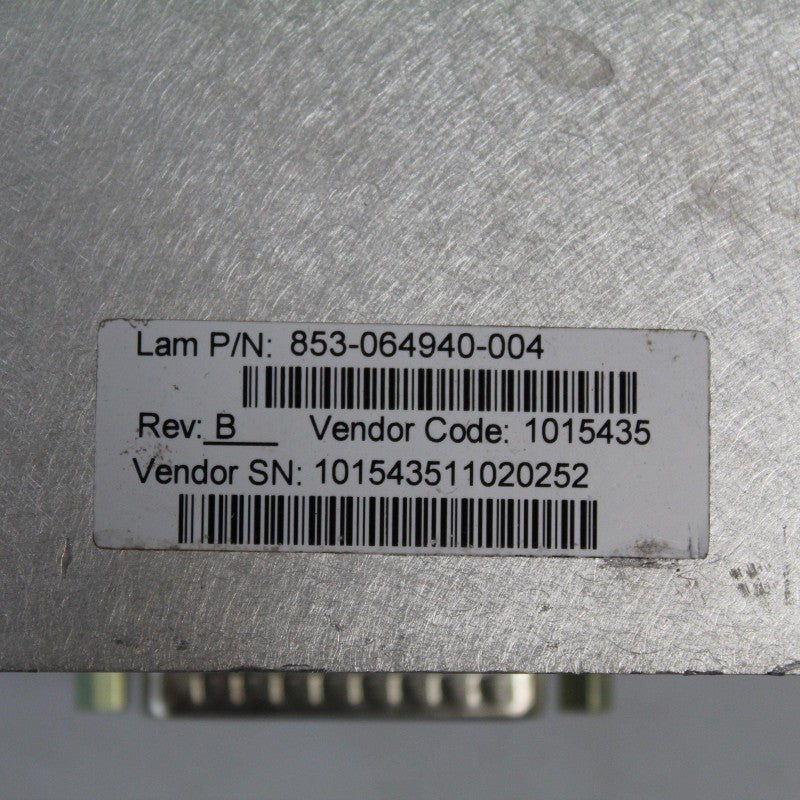 Lam P/N: 853-064940-004
Rev: B Vendor Code: 1015435
Vendor SN: 101543511020252